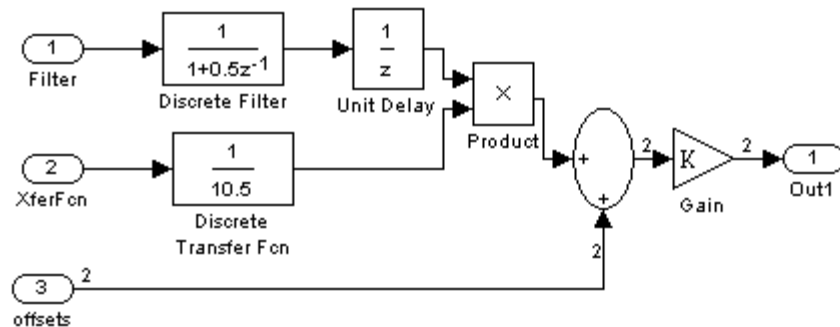 1
Filter
1
1+0.5z-1
Discrete Filter
1
z
Unit Delay
X
Product
2
XferFcn
1
10.5
Discrete
Transfer Fcn
+
+
2
K
Gain
2
1
Out1
3
offsets
2
2